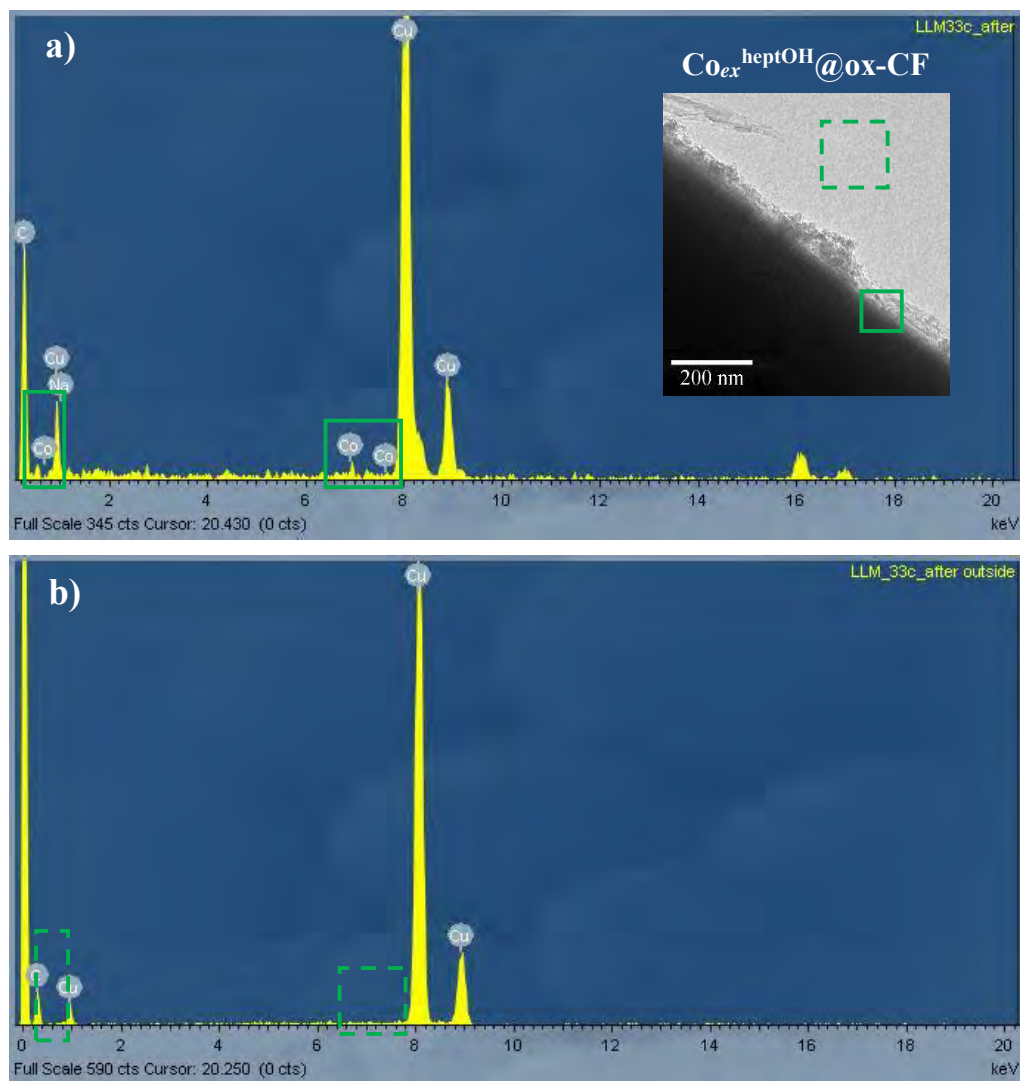 a)
LLM33c_after
Co_ex^heptOH@ox-CF
200 nm
Cu
C
Cu
Na
Co
Cu
Co
Co
2 4 6 8 10 12 14 16 18 20
Full Scale 345 cts Cursor: 20.430 (0 cts) keV
b)
LLM_33c_after outside
Cu
C
Cu
Cu
0 2 4 6 8 10 12 14 16 18 20
Full Scale 590 cts Cursor: 20.250 (0 cts) keV